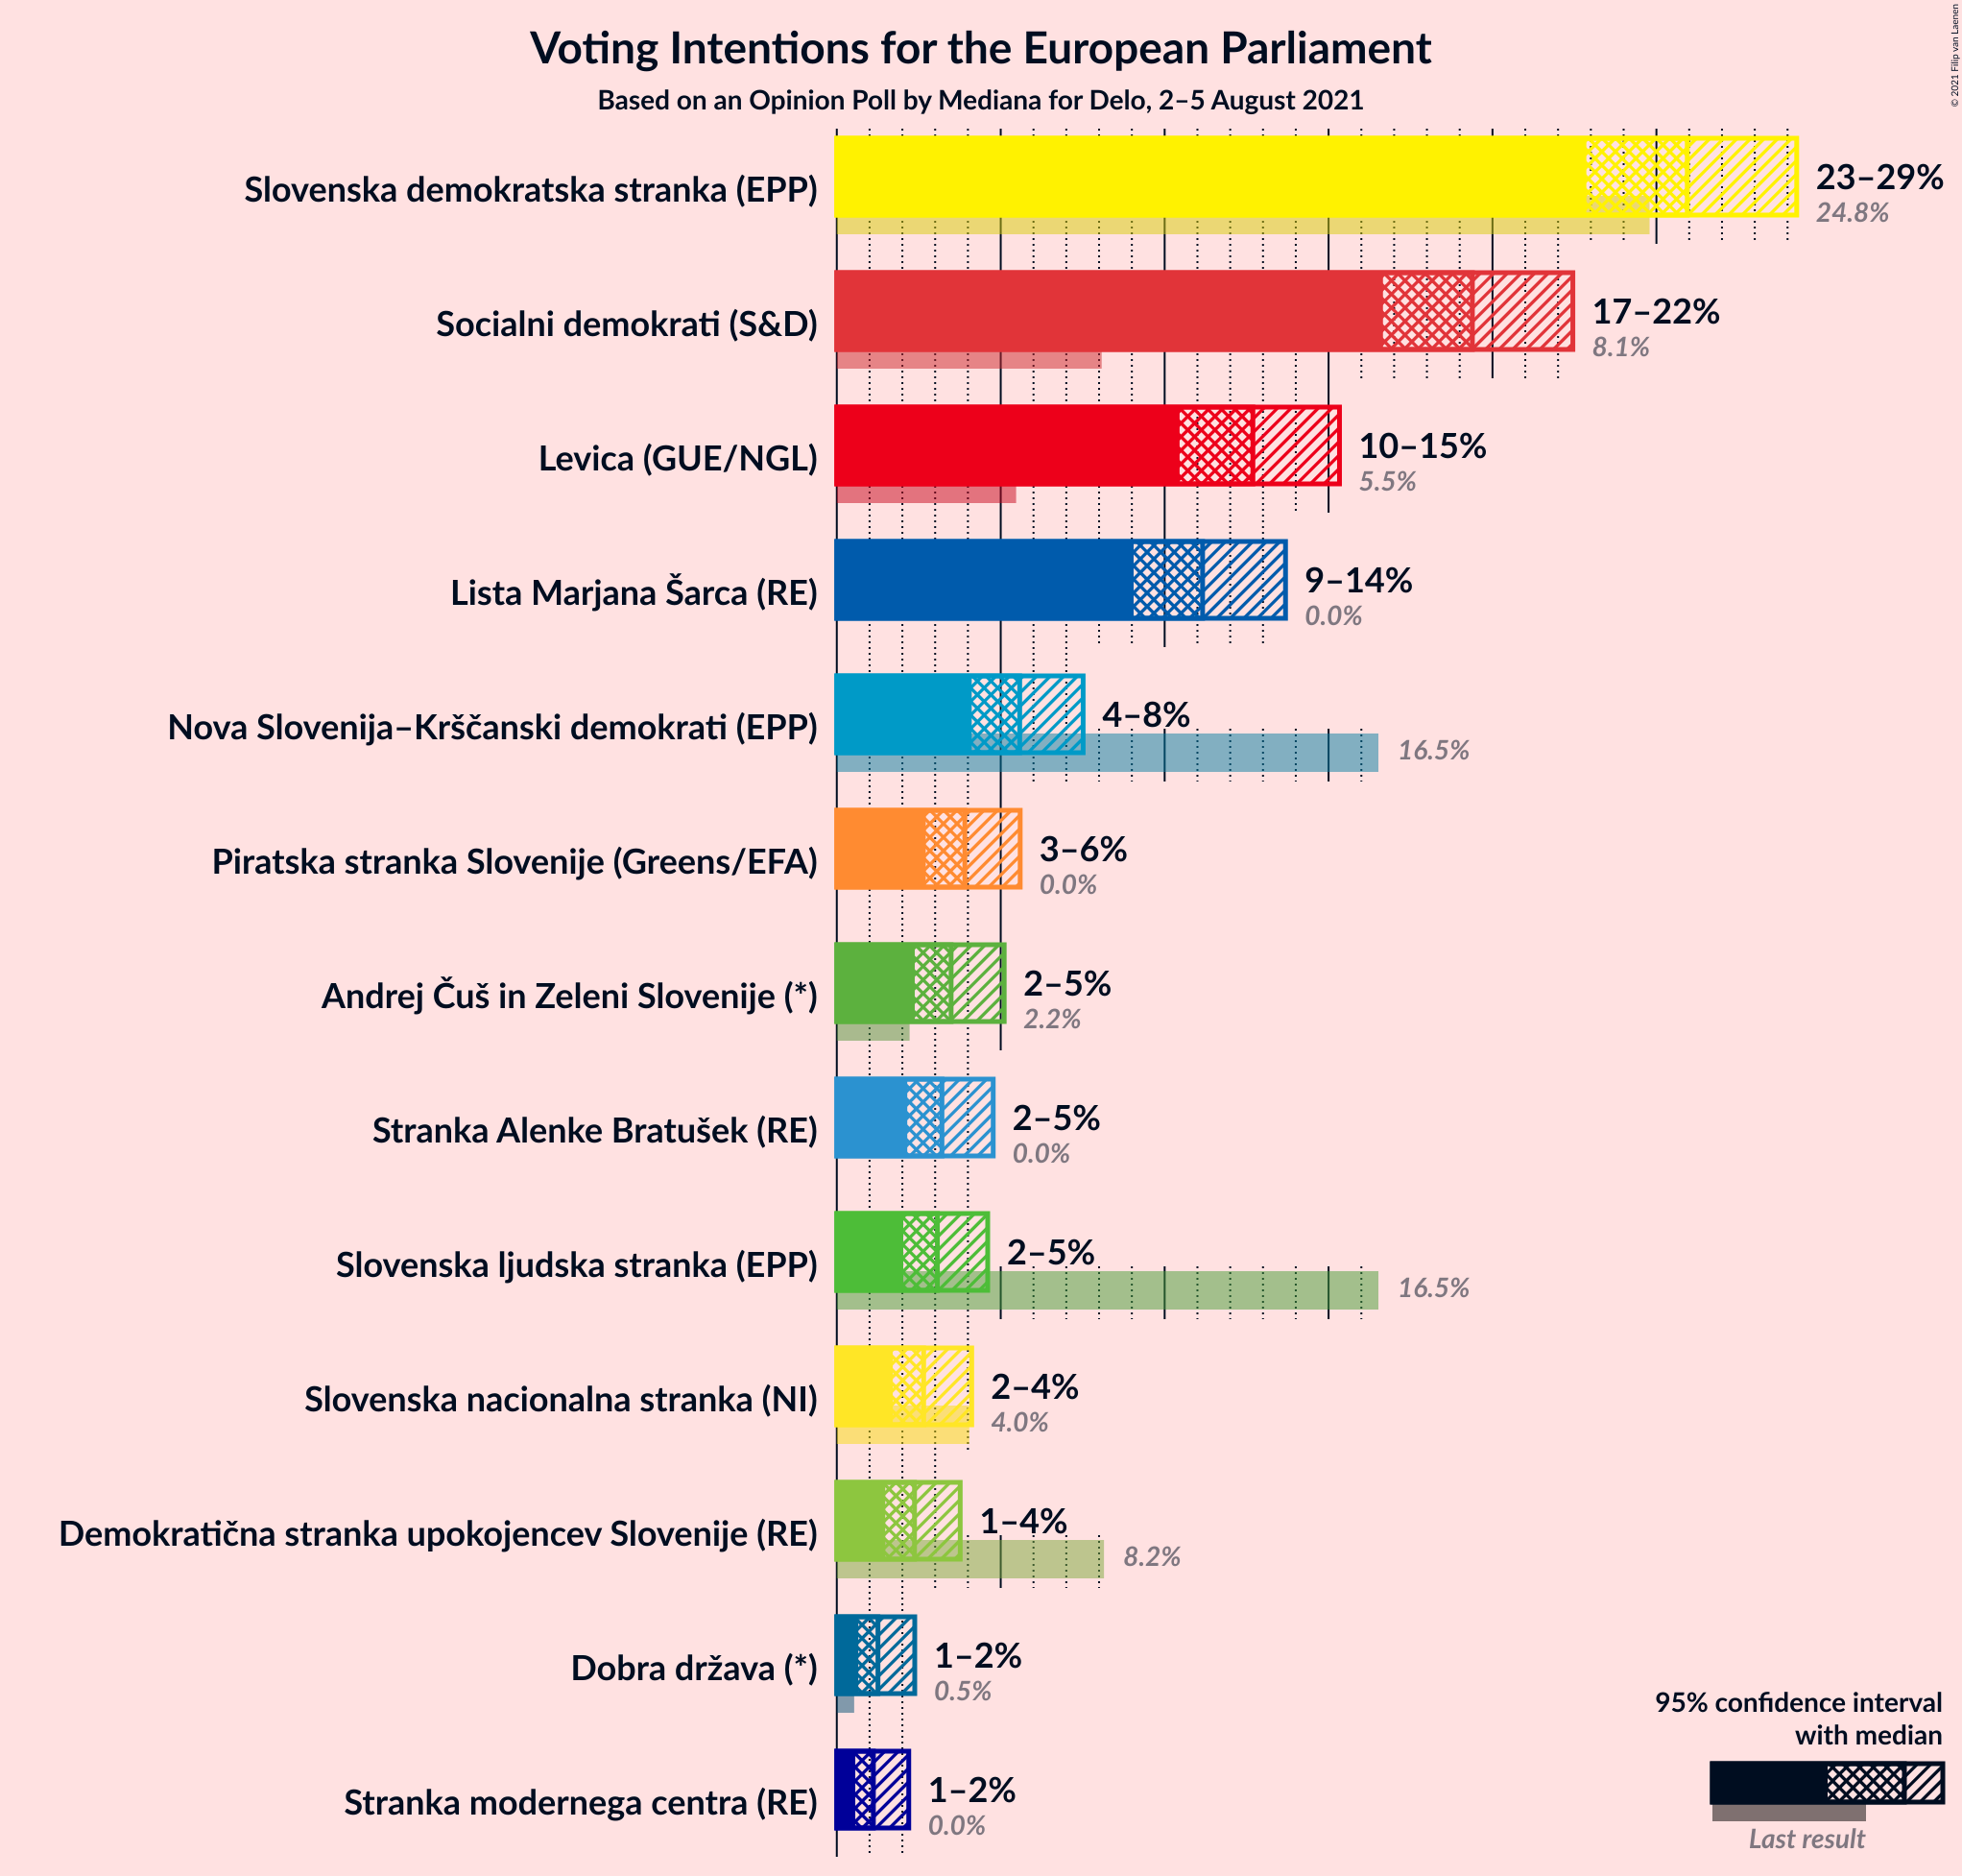 © 2021 Filip van Laenen
Voting Intentions for the European Parliament
Based on an Opinion Poll by Mediana for Delo, 2–5 August 2021
Slovenska demokratska stranka (EPP)
23–29%
24.8%
Socialni demokrati (S&D)
17–22%
8.1%
Levica (GUE/NGL)
10–15%
5.5%
Lista Marjana Šarca (RE)
9–14%
0.0%
Nova Slovenija–Krščanski demokrati (EPP)
4–8%
16.5%
Piratska stranka Slovenije (Greens/EFA)
3–6%
0.0%
Andrej Čuš in Zeleni Slovenije (*)
2–5%
2.2%
Stranka Alenke Bratušek (RE)
2–5%
0.0%
Slovenska ljudska stranka (EPP)
2–5%
16.5%
Slovenska nacionalna stranka (NI)
2–4%
4.0%
Demokratična stranka upokojencev Slovenije (RE)
1–4%
8.2%
Dobra država (*)
1–2%
0.5%
Stranka modernega centra (RE)
1–2%
0.0%
95% confidence interval
with median
Last result